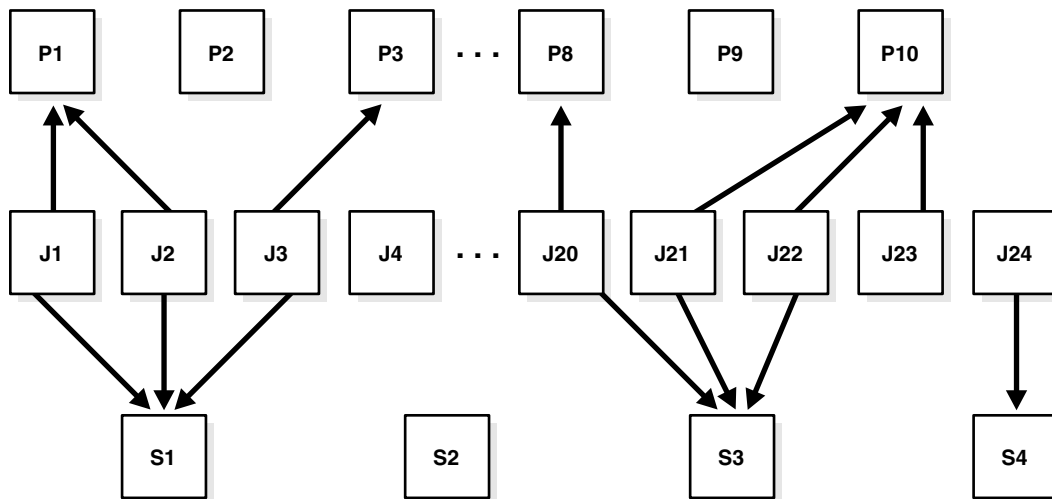 P1 P2 P3 . . . P8 P9 P10
J1 J2 J3 J4 . . . J20 J21 J22 J23 J24
S1 S2 S3 S4